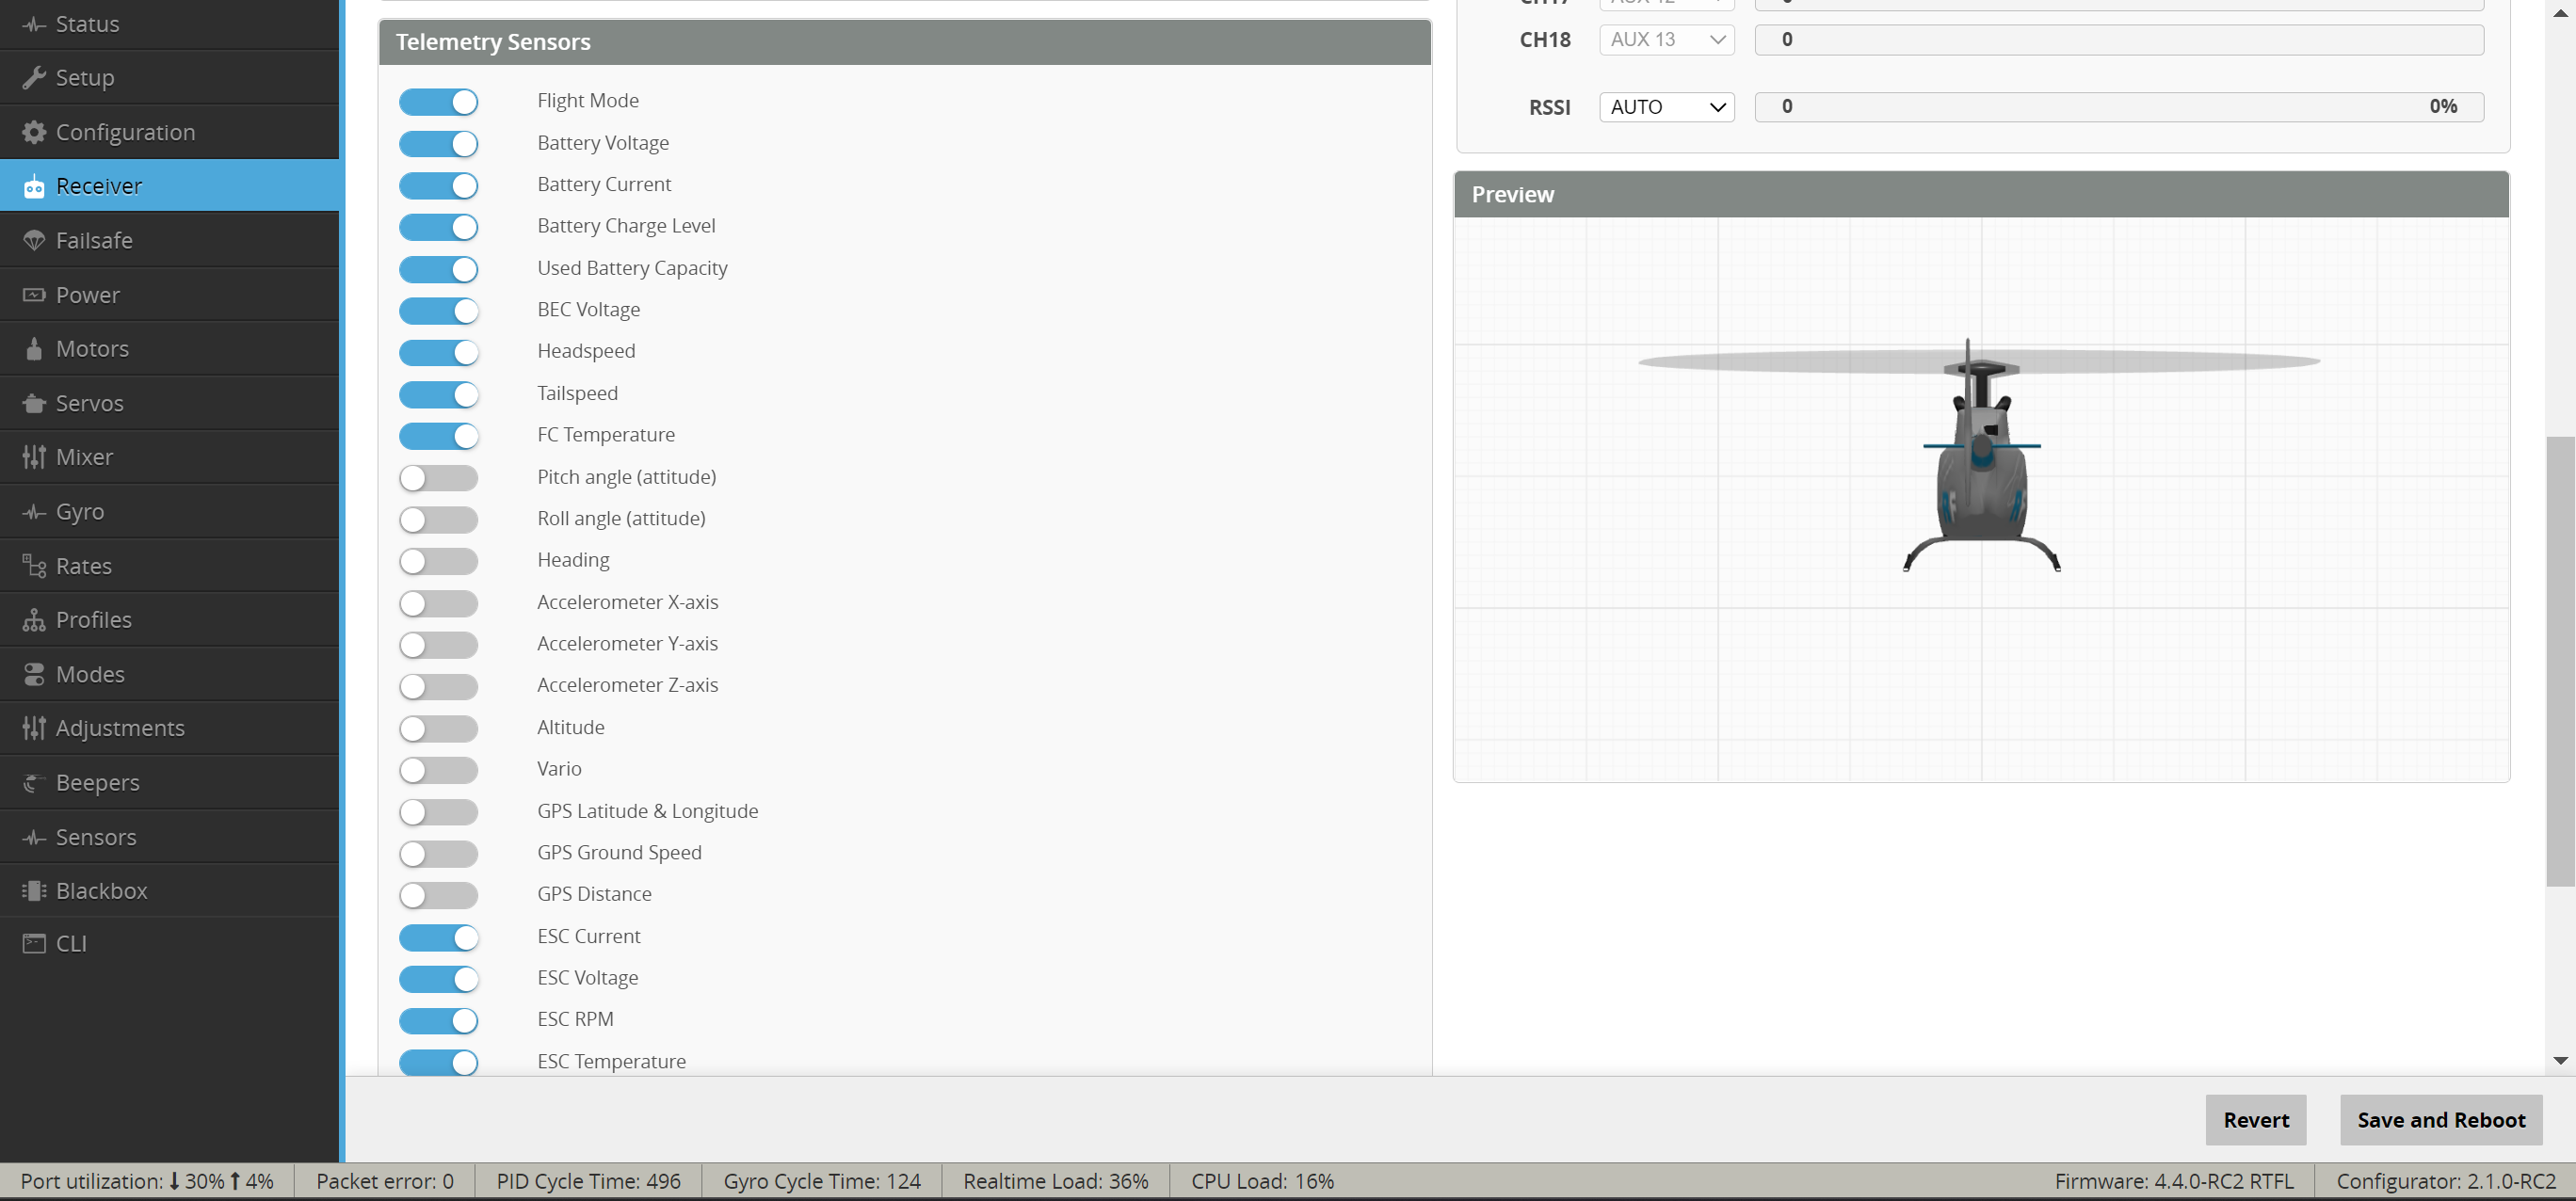 Status
Setup
Configuration
Receiver
Failsafe
Power
Motors
Servos
Mixer
Gyro
Rates
Profiles
Modes
Adjustments
Beepers
Sensors
Blackbox
CLI
Telemetry Sensors
Flight Mode
Battery Voltage
Battery Current
Battery Charge Level
Used Battery Capacity
BEC Voltage
Headspeed
Tailspeed
FC Temperature
Pitch angle (attitude)
Roll angle (attitude)
Heading
Accelerometer X-axis
Accelerometer Y-axis
Accelerometer Z-axis
Altitude
Vario
GPS Latitude & Longitude
GPS Ground Speed
GPS Distance
ESC Current
ESC Voltage
ESC RPM
ESC Temperature
CH17 AUX 12 0
CH18 AUX 13 0
RSSI AUTO 0 0%
Preview
Revert Save and Reboot
Port utilization: 30% 4% Packet error: 0 PID Cycle Time: 496 Gyro Cycle Time: 124 Realtime Load: 36% CPU Load: 16% Firmware: 4.4.0-RC2 RTFL Configurator: 2.1.0-RC2